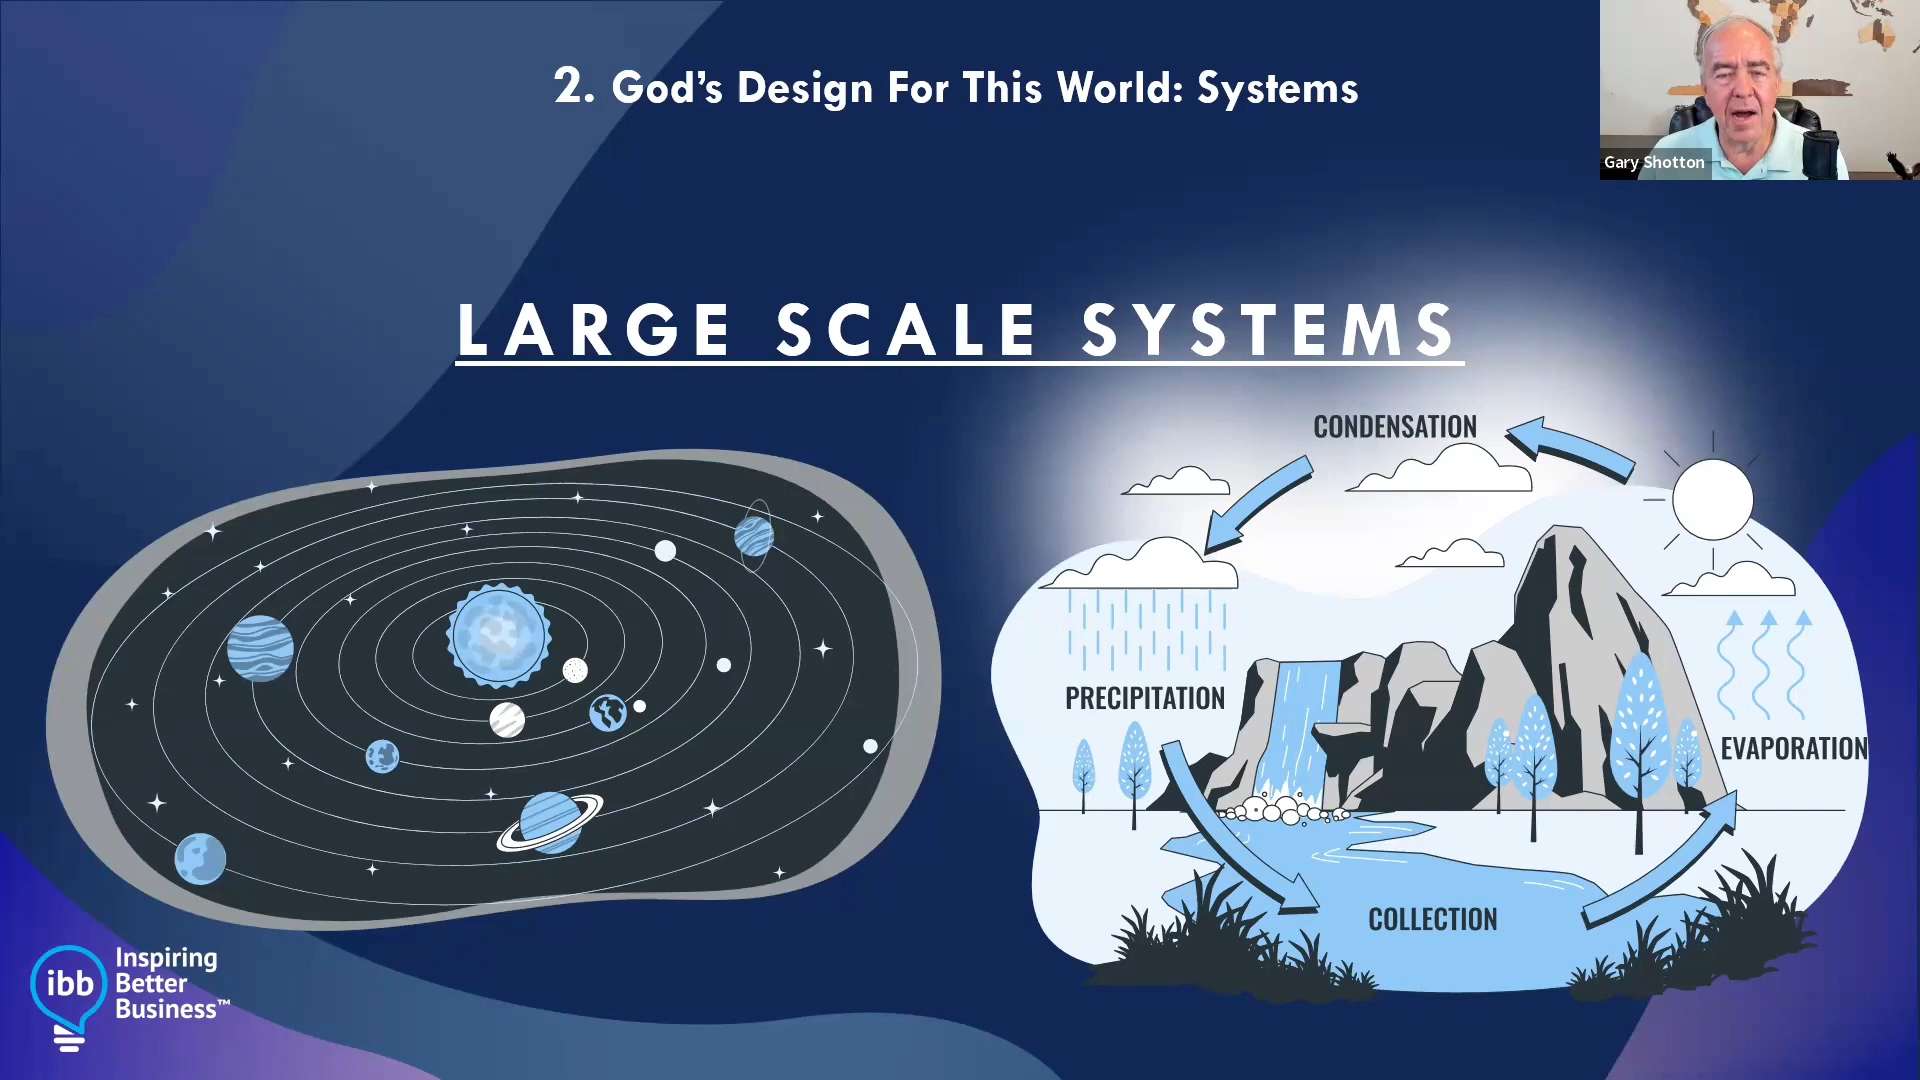 2. God's Design For This World: Systems
Gary Shotton
LARGE SCALE SYSTEMS
CONDENSATION
PRECIPITATION
EVAPORATION
COLLECTION
ibb
Inspiring
Better
Business™